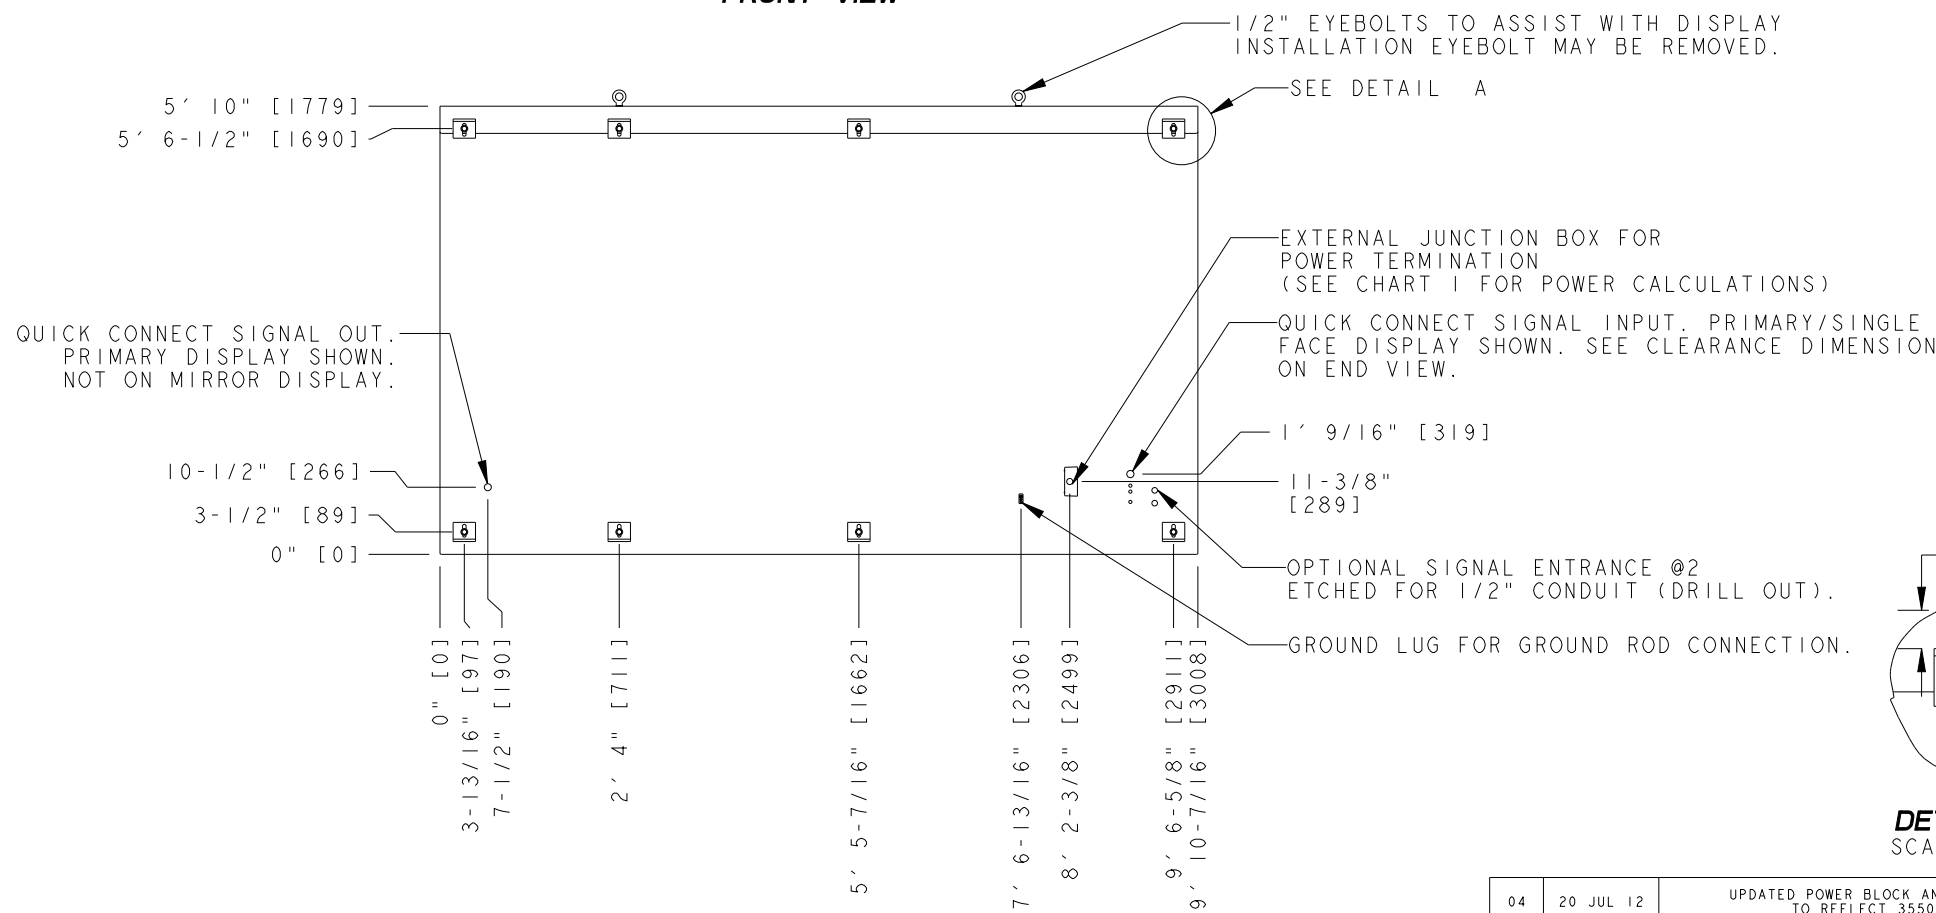 FRONT VIEW
1/2" EYEBOLTS TO ASSIST WITH DISPLAY
INSTALLATION EYEBOLT MAY BE REMOVED.
SEE DETAIL A
5' 10" [1779]
5' 6-1/2" [1690]
EXTERNAL JUNCTION BOX FOR
POWER TERMINATION
(SEE CHART 1 FOR POWER CALCULATIONS)
QUICK CONNECT SIGNAL OUT.
PRIMARY DISPLAY SHOWN.
NOT ON MIRROR DISPLAY.
QUICK CONNECT SIGNAL INPUT. PRIMARY/SINGLE
FACE DISPLAY SHOWN. SEE CLEARANCE DIMENSION
ON END VIEW.
1' 9/16" [319]
10-1/2" [266]
11-3/8"
[289]
3-1/2" [89]
0" [0]
OPTIONAL SIGNAL ENTRANCE @2
ETCHED FOR 1/2" CONDUIT (DRILL OUT).
GROUND LUG FOR GROUND ROD CONNECTION.
0" [0]
3-13/16" [97]
7-1/2" [190]
2' 4" [711]
5' 5-7/16" [1662]
7' 6-13/16" [2306]
8' 2-3/8" [2499]
9' 6-5/8" [2911]
9' 10-7/16" [3008]
04 20 JUL 12 UPDATED POWER BLOCK
TO REFLECT 3550